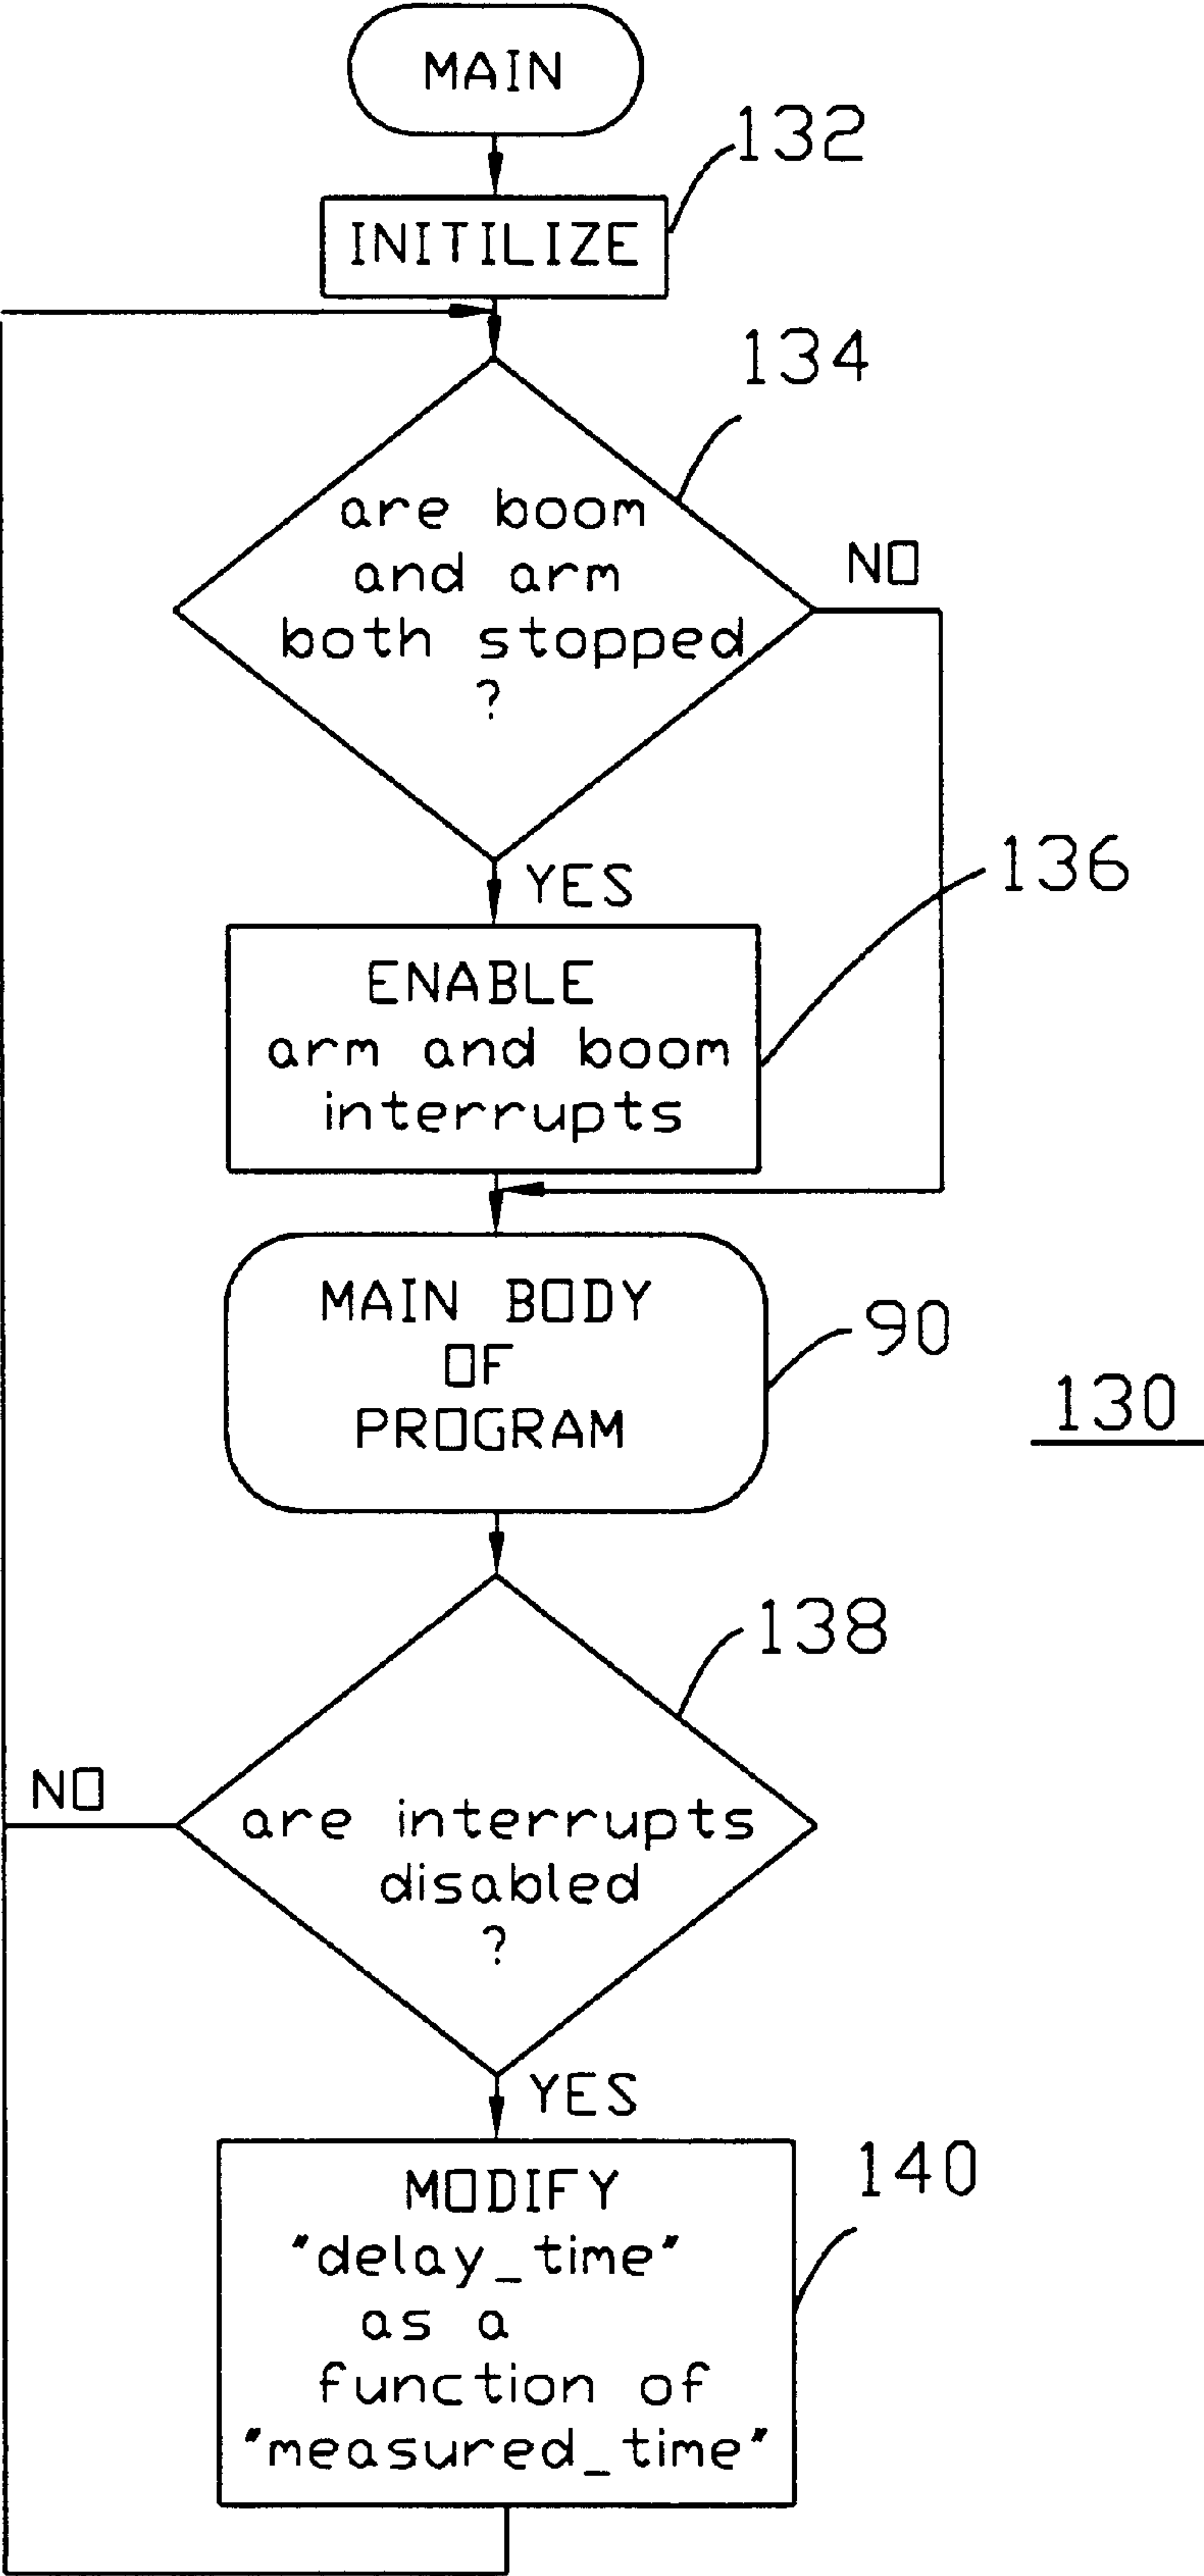 MAIN
132
INITILIZE
134
are boom
and arm
both stopped
?
NO
YES
136
ENABLE
arm and boom
interrupts
MAIN BODY
OF
PROGRAM
90
130
138
NO
are interrupts
disabled
?
YES
140
MODIFY
"delay_time"
as a
function of
"measured_time"